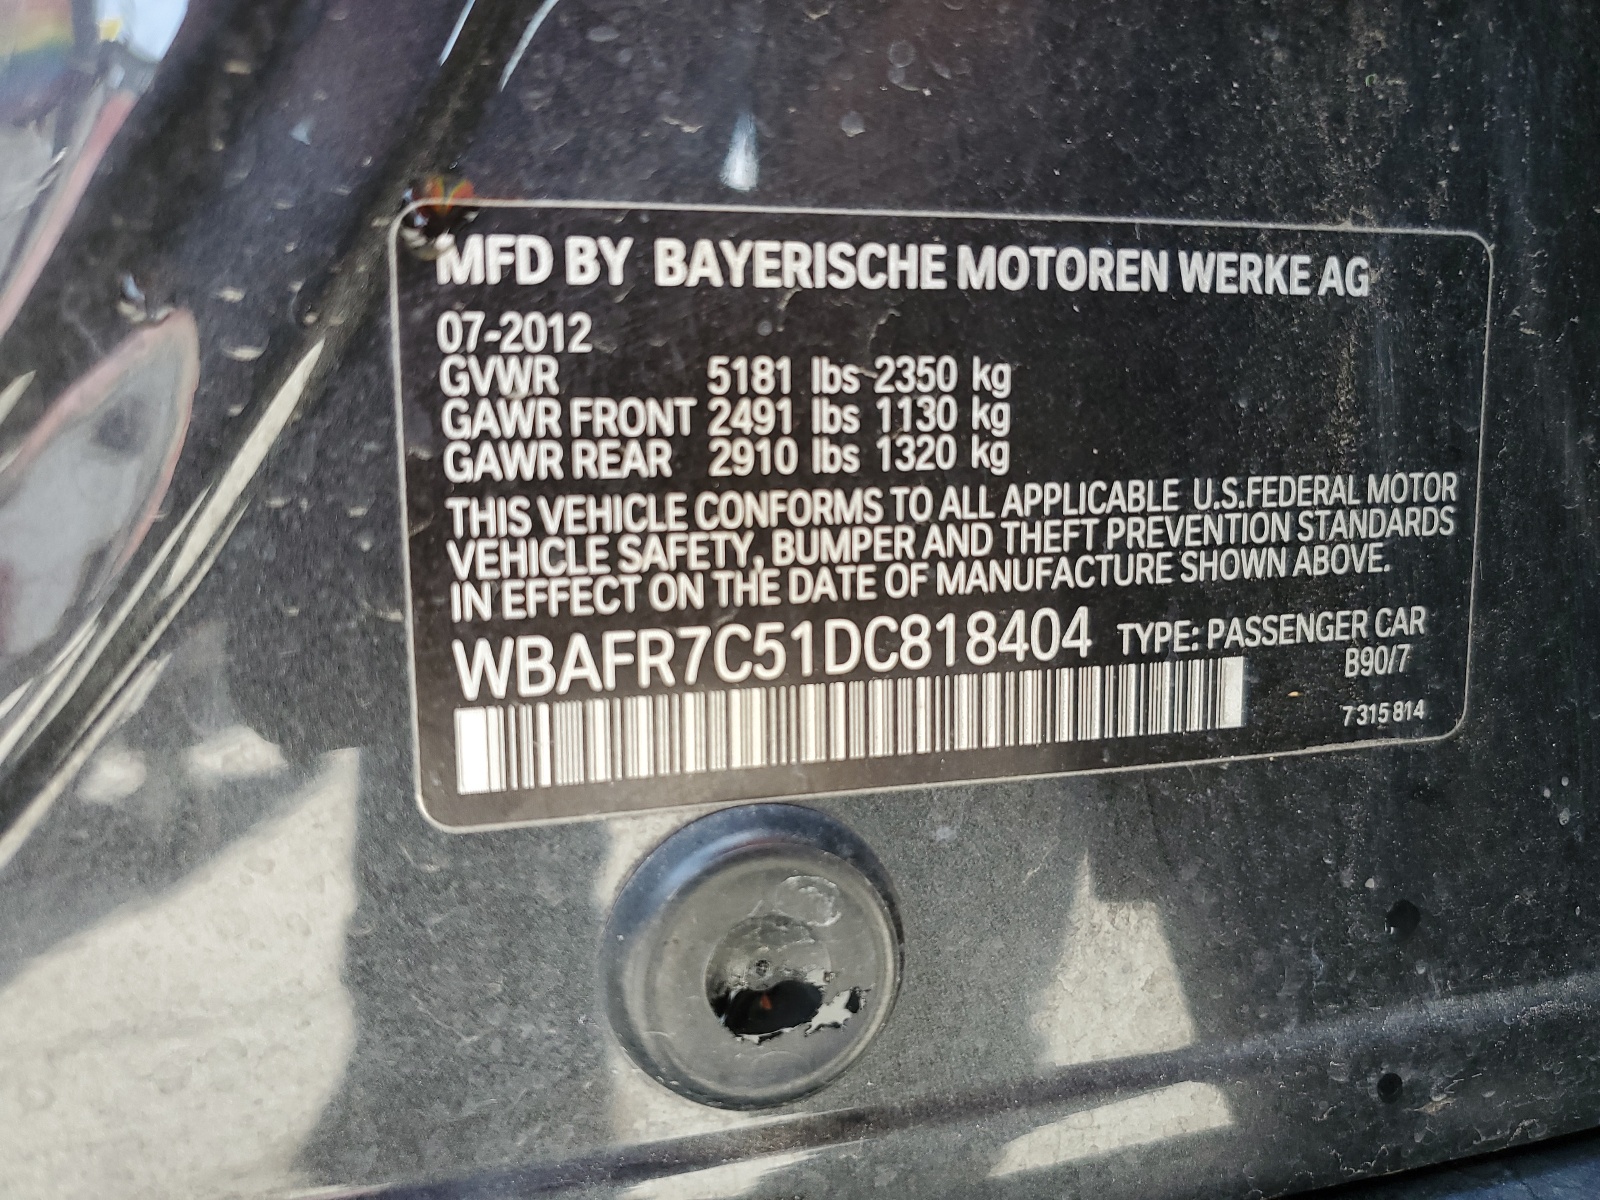 MFD BY BAYERISCHE MOTOREN WERKE AG
07-2012
GVWR 5181 lbs 2350 kg
GAWR FRONT 2491 lbs 1130 kg
GAWR REAR 2910 lbs 1320 kg
THIS VEHICLE CONFORMS TO ALL APPLICABLE U.S.FEDERAL MOTOR
VEHICLE SAFETY, BUMPER AND THEFT PREVENTION STANDARDS
IN EFFECT ON THE DATE OF MANUFACTURE SHOWN ABOVE.
WBAFR7C51DC818404 TYPE: PASSENGER CAR
B90/7
7 315 814